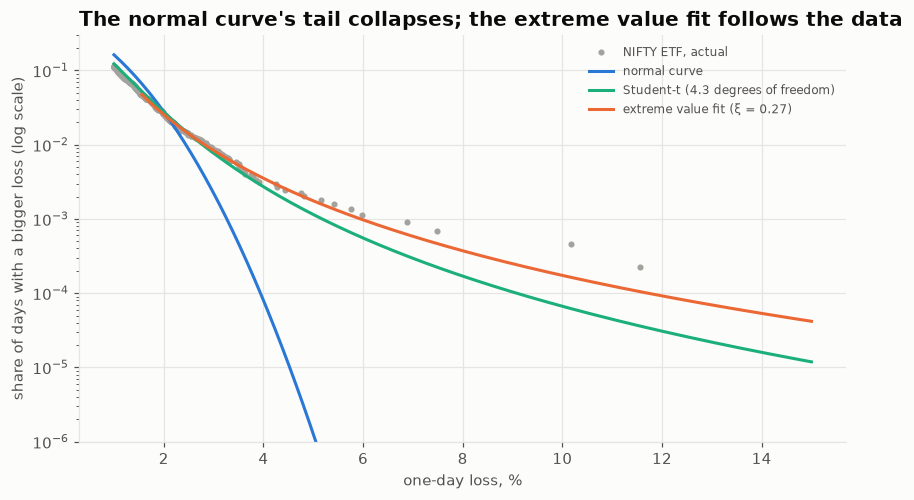 The normal curve's tail collapses; the extreme value fit follows the data
NIFTY ETF, actual
normal curve
Student-t (4.3 degrees of freedom)
extreme value fit (ξ = 0.27)
share of days with a bigger loss (log scale)
10⁻¹
10⁻²
10⁻³
10⁻⁴
10⁻⁵
10⁻⁶
2 4 6 8 10 12 14
one-day loss, %